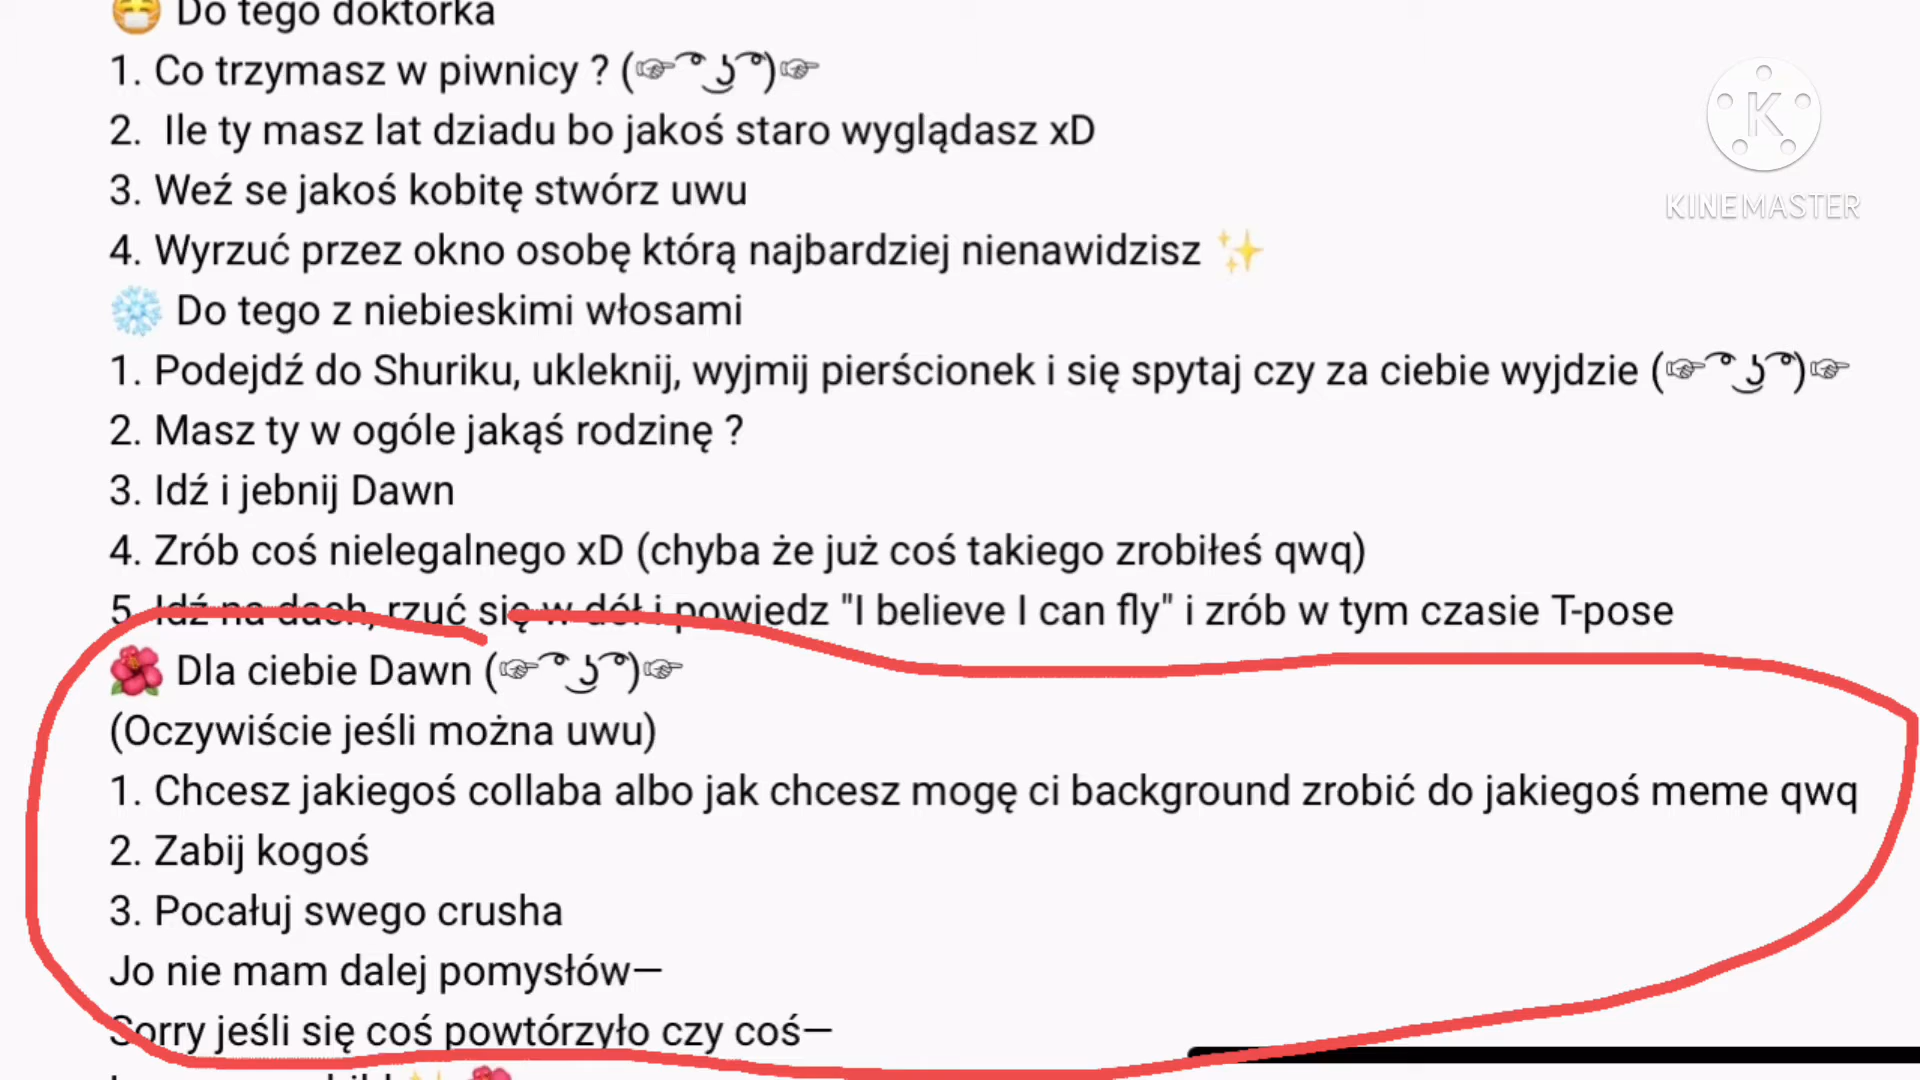 😷 Do tego doktorka
1. Co trzymasz w piwnicy ? (☞ ͡° ͜ʖ ͡°)☞
2.  Ile ty masz lat dziadu bo jakoś staro wyglądasz xD
3. Weź se jakoś kobitę stwórz uwu
4. Wyrzuć przez okno osobę którą najbardziej nienawidzisz ✨
❄️ Do tego z niebieskimi włosami
1. Podejdź do Shuriku, ukleknij, wyjmij pierścionek i się spytaj czy za ciebie wyjdzie (☞ ͡° ͜ʖ ͡°)☞
2. Masz ty w ogóle jakąś rodzinę ?
3. Idź i jebnij Dawn
4. Zrób coś nielegalnego xD (chyba że już coś takiego zrobiłeś qwq)
5. Idź na dach, rzuć się w dół i powiedz "I believe I can fly" i zrób w tym czasie T-pose
🌺 Dla ciebie Dawn (☞ ͡° ͜ʖ ͡°)☞
(Oczywiście jeśli można uwu)
1. Chcesz jakiegoś collaba albo jak chcesz mogę ci background zrobić do jakiegoś meme qwq
2. Zabij kogoś
3. Pocałuj swego crusha
Jo nie mam dalej pomysłów—
Sorry jeśli się coś powtórzyło czy coś—
K
KINEMASTER